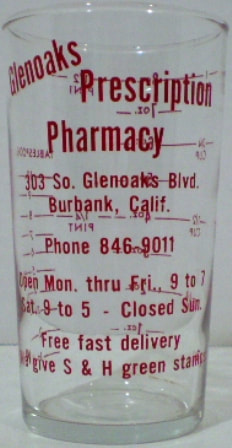 Glenoaks
Prescription
Pharmacy
303 So. Glenoaks Blvd.
Burbank, Calif.
Phone 846-9011
Open Mon. thru Fri., 9 to 7
Sat. 9 to 5 - Closed Sun.
Free fast delivery
give S & H green stamps